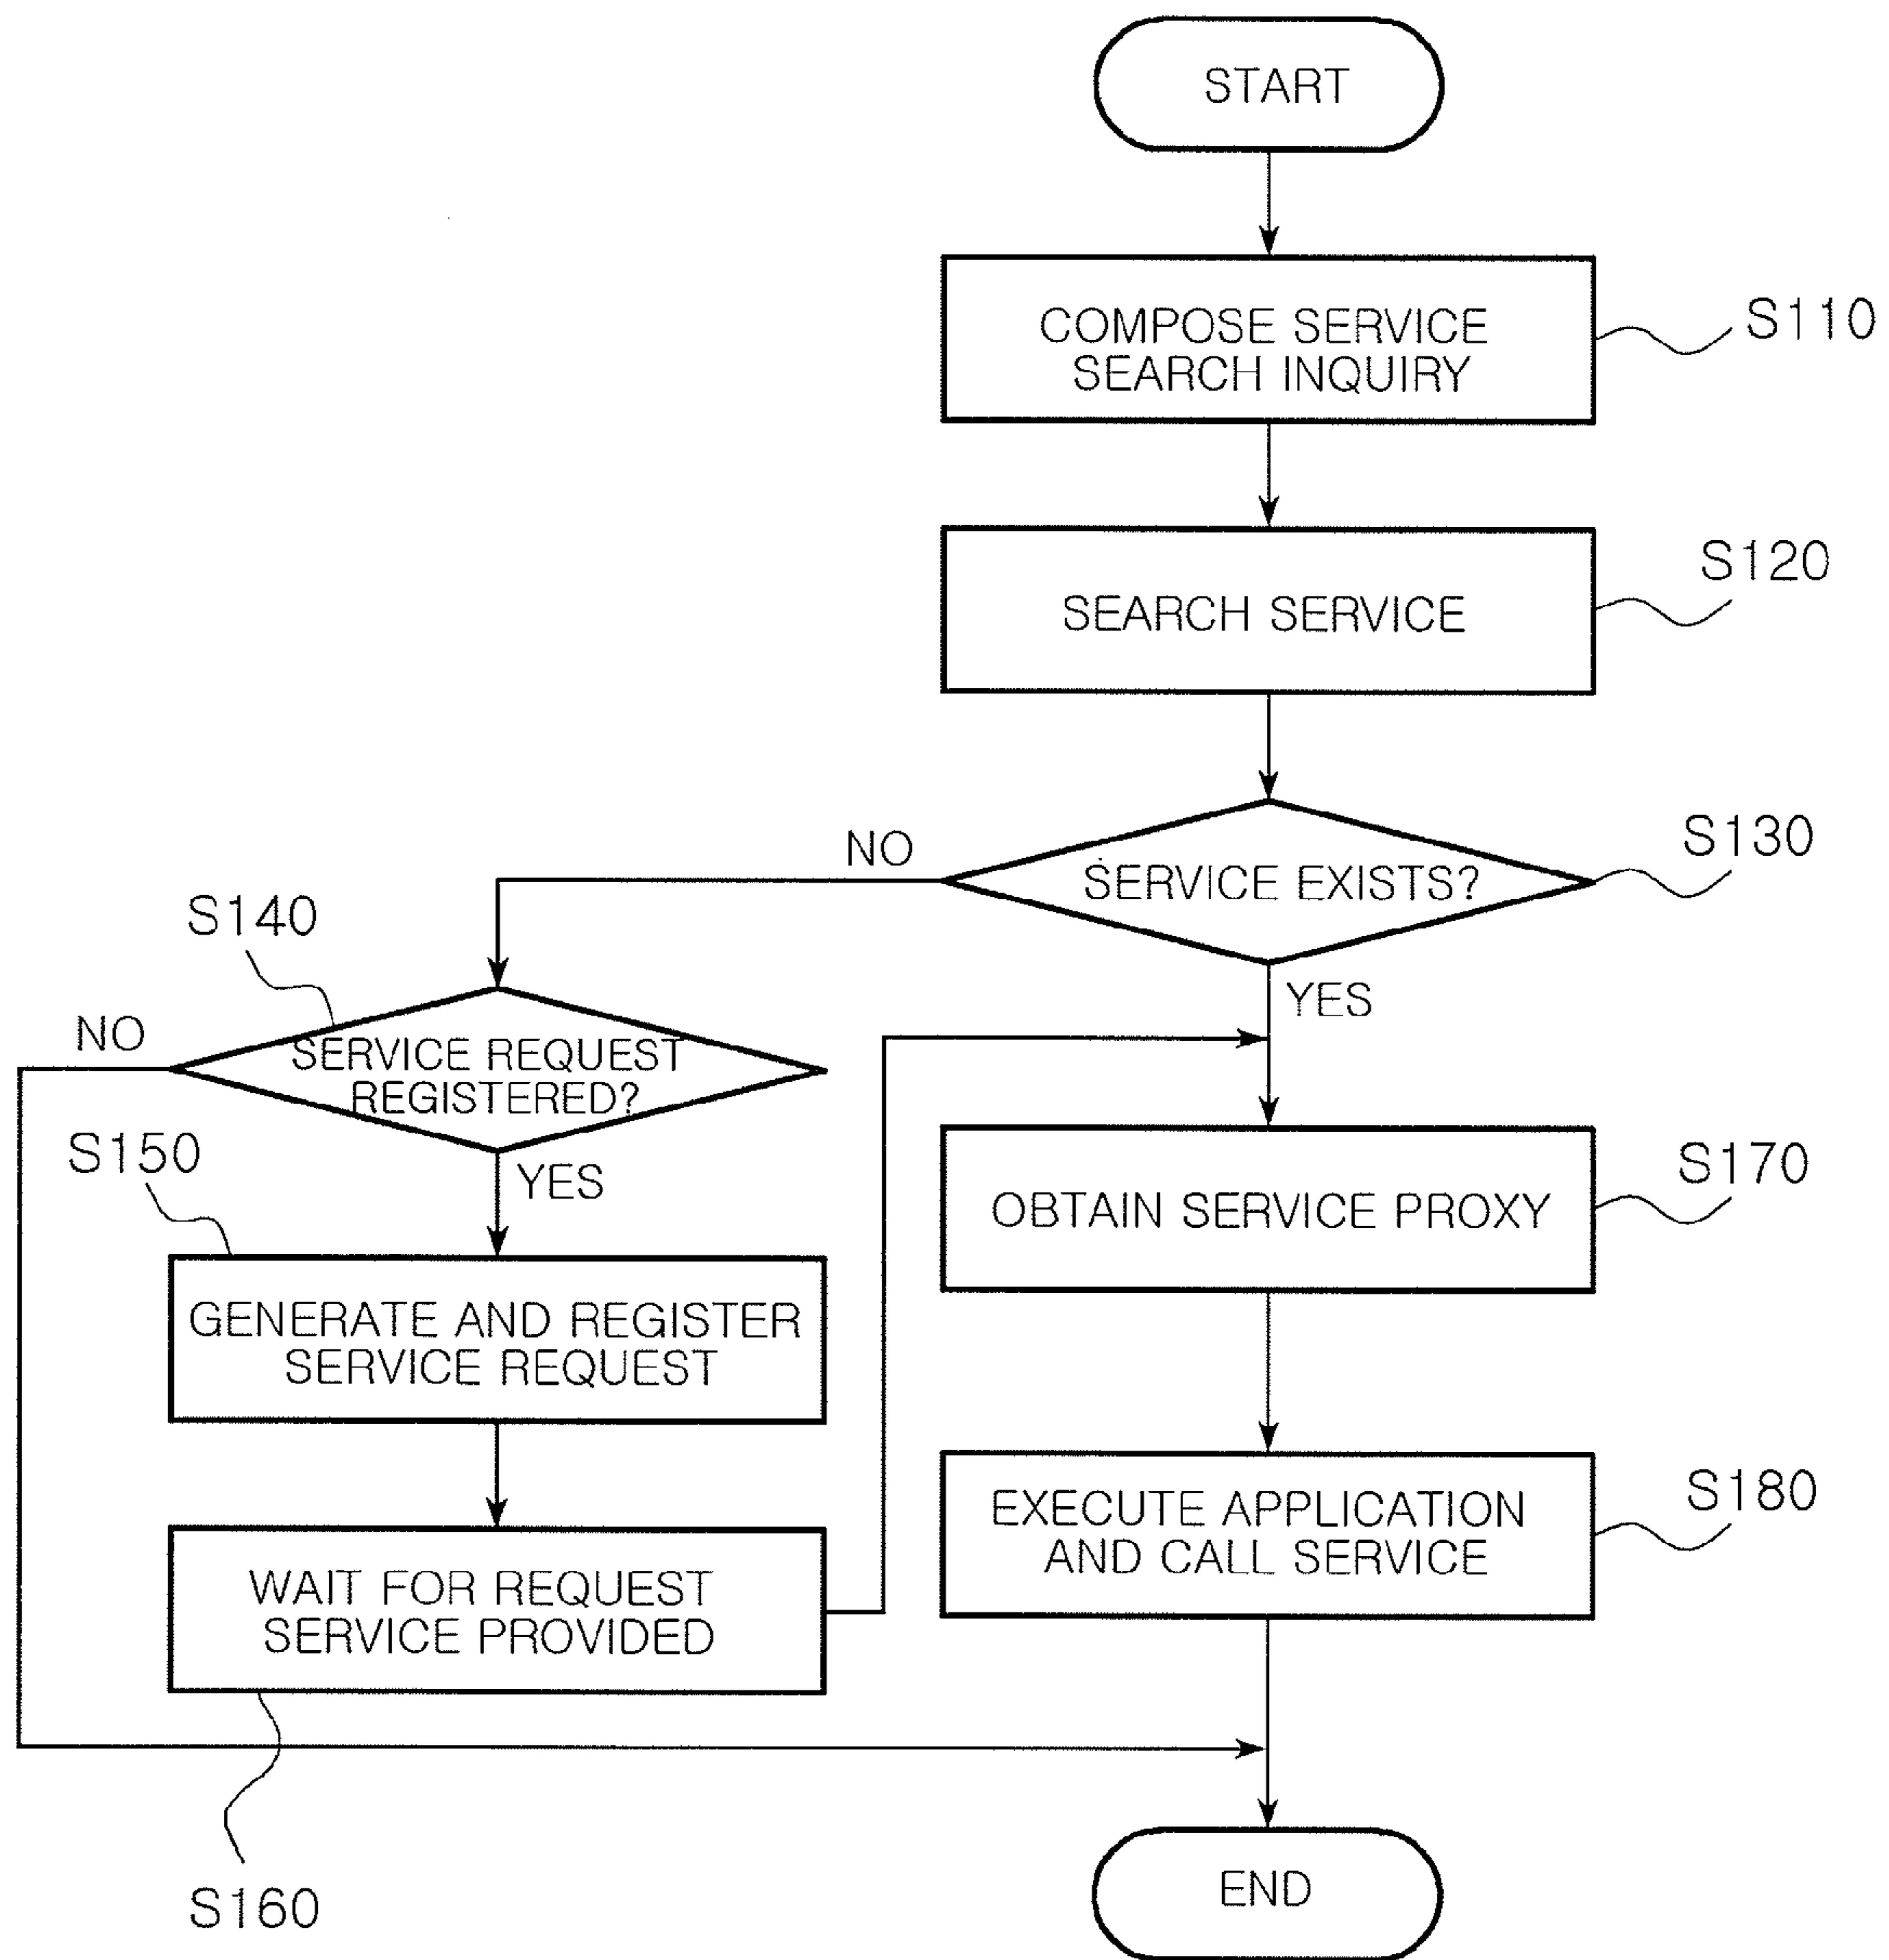 START
COMPOSE SERVICE
SEARCH INQUIRY
S110
SEARCH SERVICE
S120
SERVICE EXISTS?
S130
NO
YES
S140
SERVICE REQUEST
REGISTERED?
NO
YES
S150
GENERATE AND REGISTER
SERVICE REQUEST
WAIT FOR REQUEST
SERVICE PROVIDED
S160
OBTAIN SERVICE PROXY
S170
EXECUTE APPLICATION
AND CALL SERVICE
S180
END